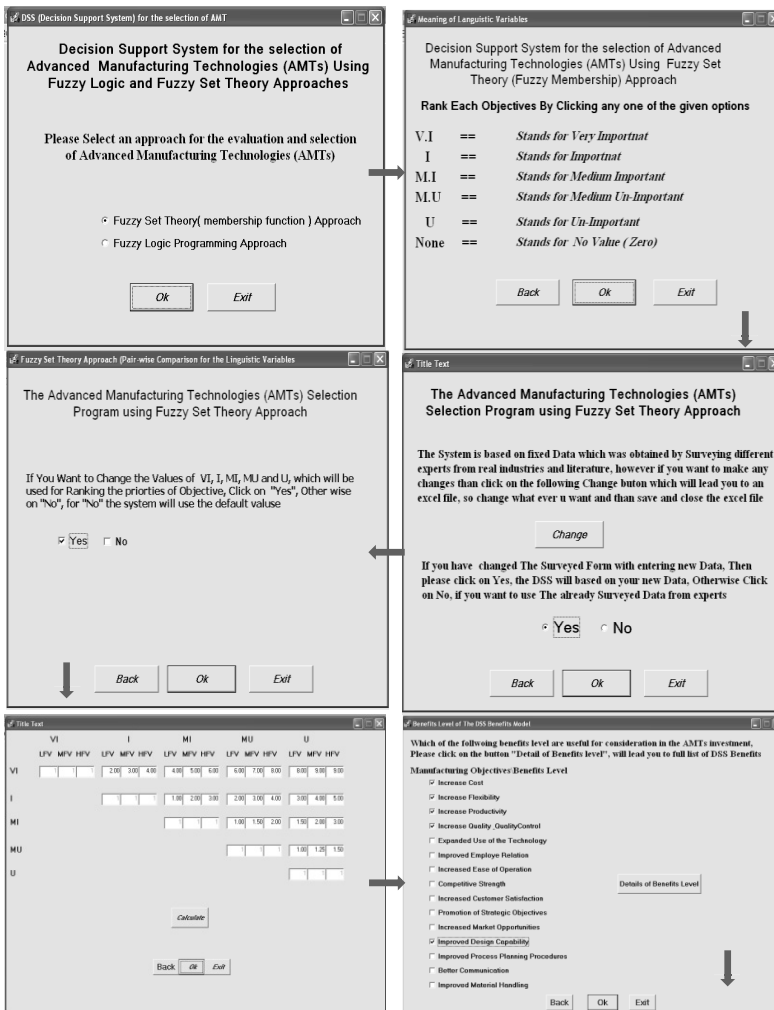 DSS (Decision Support System) for the selection of AMT
Decision Support System for the selection of
Advanced Manufacturing Technologies (AMTs) Using
Fuzzy Logic and Fuzzy Set Theory Approaches
Please Select an approach for the evaluation and selection
of Advanced Manufacturing Technologies (AMTs)
Fuzzy Set Theory( membership function ) Approach
Fuzzy Logic Programming Approach
Ok Exit
Meaning of Languistic Variables
Decision Support System for the selection of Advanced
Manufacturing Technologies (AMTs) Using Fuzzy Set
Theory (Fuzzy Membership) Approach
Rank Each Objectives By Clicking any one of the given options
V.I == Stands for Very Importnat
I == Stands for Importnat
M.I == Stands for Medium Important
M.U == Stands for Medium Un-Important
U == Stands for Un-Important
None == Stands for No Value ( Zero)
Back Ok Exit
Title Text
The Advanced Manufacturing Technologies (AMTs)
Selection Program using Fuzzy Set Theory Approach
The System is based on fixed Data which was obtained by Surveying different
experts from real industries and literature, however if you want to make any
changes than click on the following Change buton which will lead you to an
excel file, so change what ever u want and than save and close the excel file
Change
If you have changed The Surveyed Form with entering new Data, Then
please click on Yes, the DSS will based on your new Data, Otherwise Click
on No, if you want to use The already Surveyed Data from experts
Yes No
Back Ok Exit
Fuzzy Set Theory Approach (Pair-wise Comparison for the Linguistic Variables
The Advanced Manufacturing Technologies (AMTs) Selection
Program using Fuzzy Set Theory Approach
If You Want to Change the Values of VI, I, MI, MU and U, which will be
used for Ranking the priorties of Objective, Click on "Yes", Other wise
on "No", for "No" the system will use the default valuse
Yes No
Back Ok Exit
Title Text
VI I MI MU U
LFV MFV HFV LFV MFV HFV LFV MFV HFV LFV MFV HFV LFV MFV HFV
VI 1 1 1 2.00 3.00 4.00 4.00 5.00 6.00 6.00 7.00 8.00 8.00 9.00 9.00
I 1 1 1 1.00 2.00 3.00 2.00 3.00 4.00 3.00 4.00 5.00
MI 1 1 1 1.00 1.50 2.00 1.50 2.00 3.00
MU 1 1 1 1.00 1.25 1.50
U 1 1 1
Calculate
Back Ok Exit
Benefits Level of The DSS Benefits Model
Which of the follwoing benefits level are useful for consideration in the AMTs investment,
Please click on the button "Detail of Benefits level", will lead you to full list of DSS Benefits
Manufacturing Objectives\Benefits Level
Increase Cost
Increase Flexibility
Increase Productivity
Increase Quality _QualityControl
Expanded Use of the Technology
Improved Employe Relation
Increased Ease of Operation
Competitive Strength
Details of Benefits Level
Increased Customer Satisfaction
Promotion of Strategic Objectives
Increased Market Opportunities
Improved Design Capability
Improved Process Planning Procedures
Better Communication
Improved Material Handling
Back Ok Exit